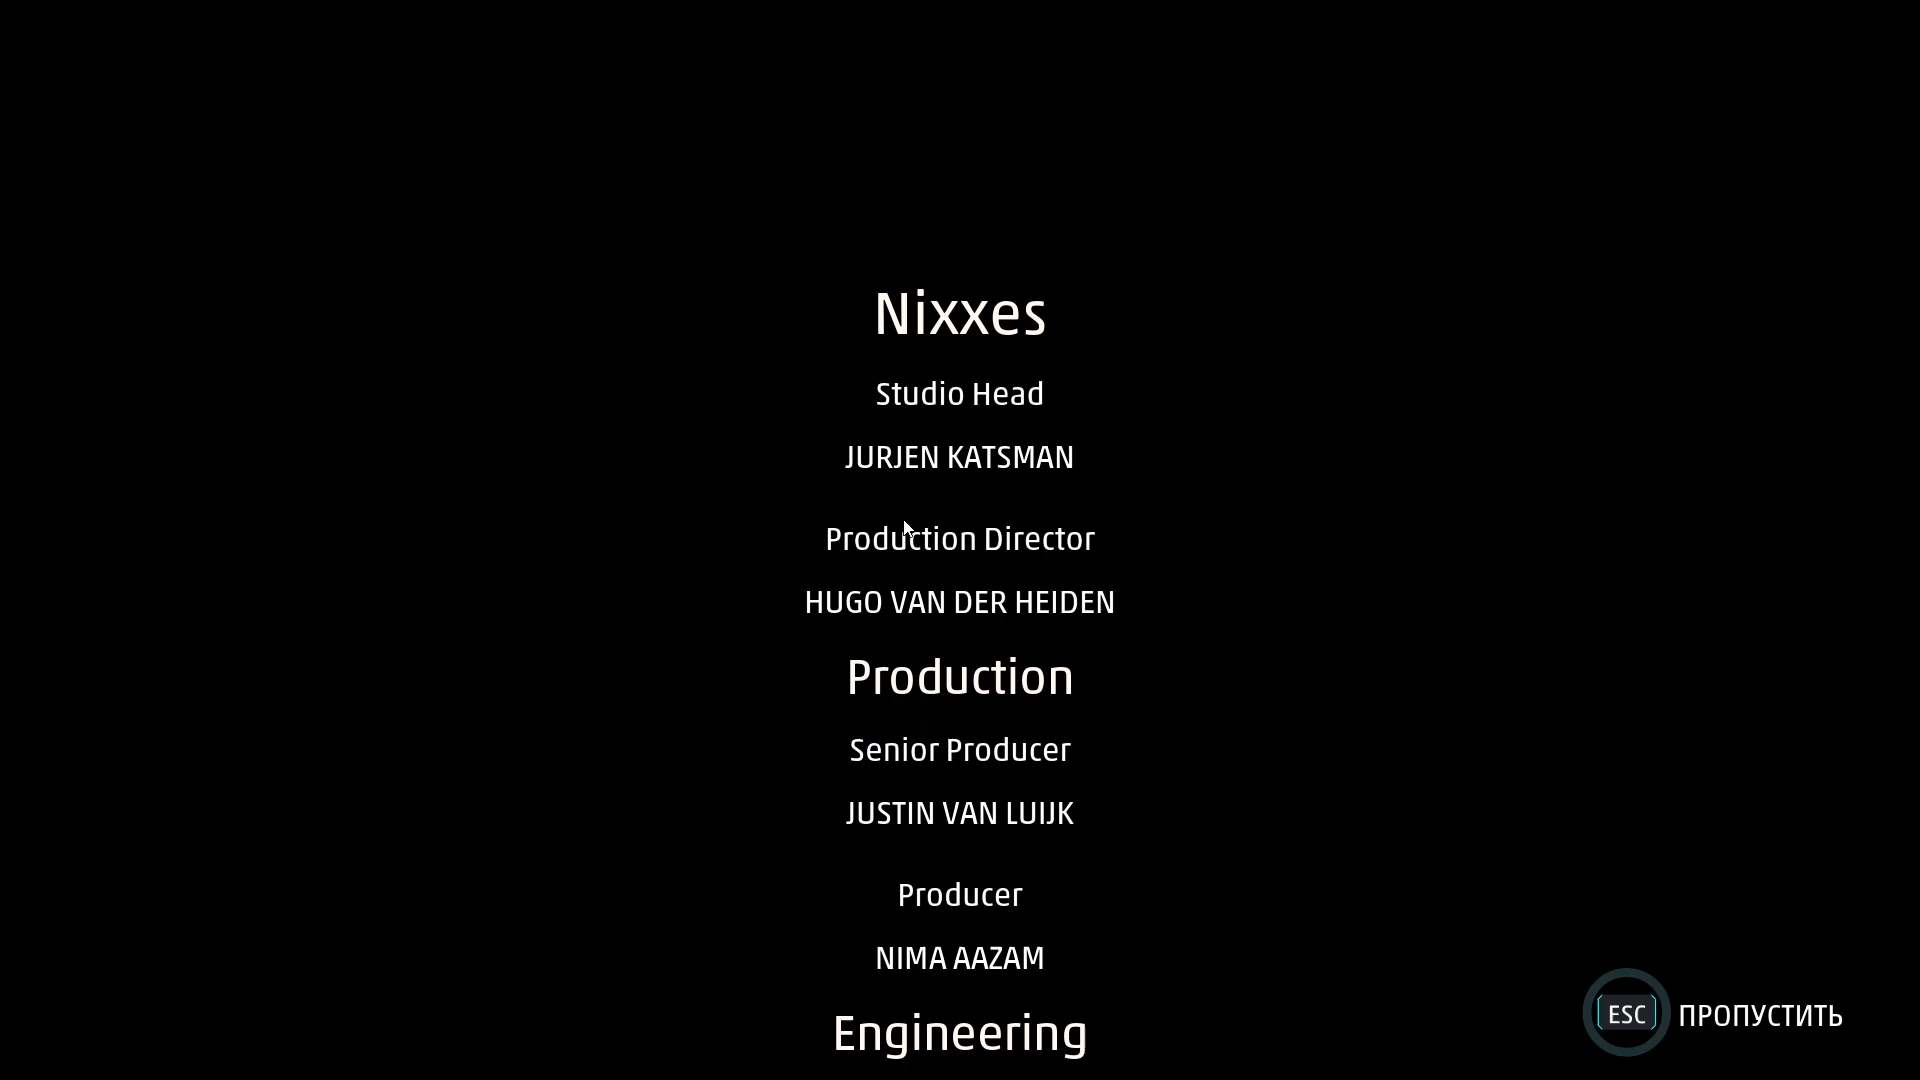 Nixxes
Studio Head
JURJEN KATSMAN
Production Director
HUGO VAN DER HEIDEN
Production
Senior Producer
JUSTIN VAN LUIJK
Producer
NIMA AAZAM
Engineering
ESC ПРОПУСТИТЬ